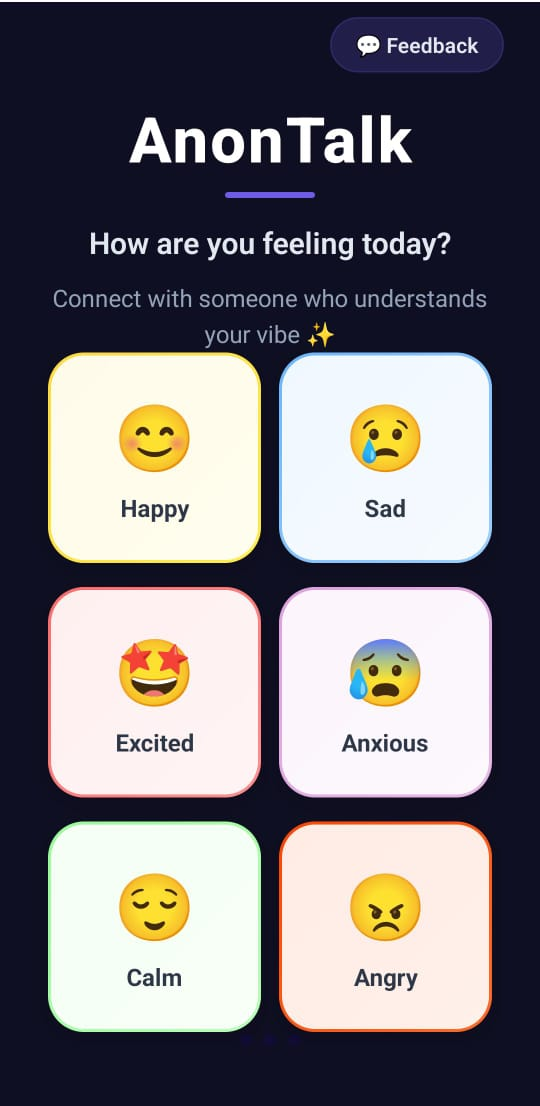 💬 Feedback
AnonTalk
How are you feeling today?
Connect with someone who understands
your vibe ✨
Happy
Sad
Excited
Anxious
Calm
Angry